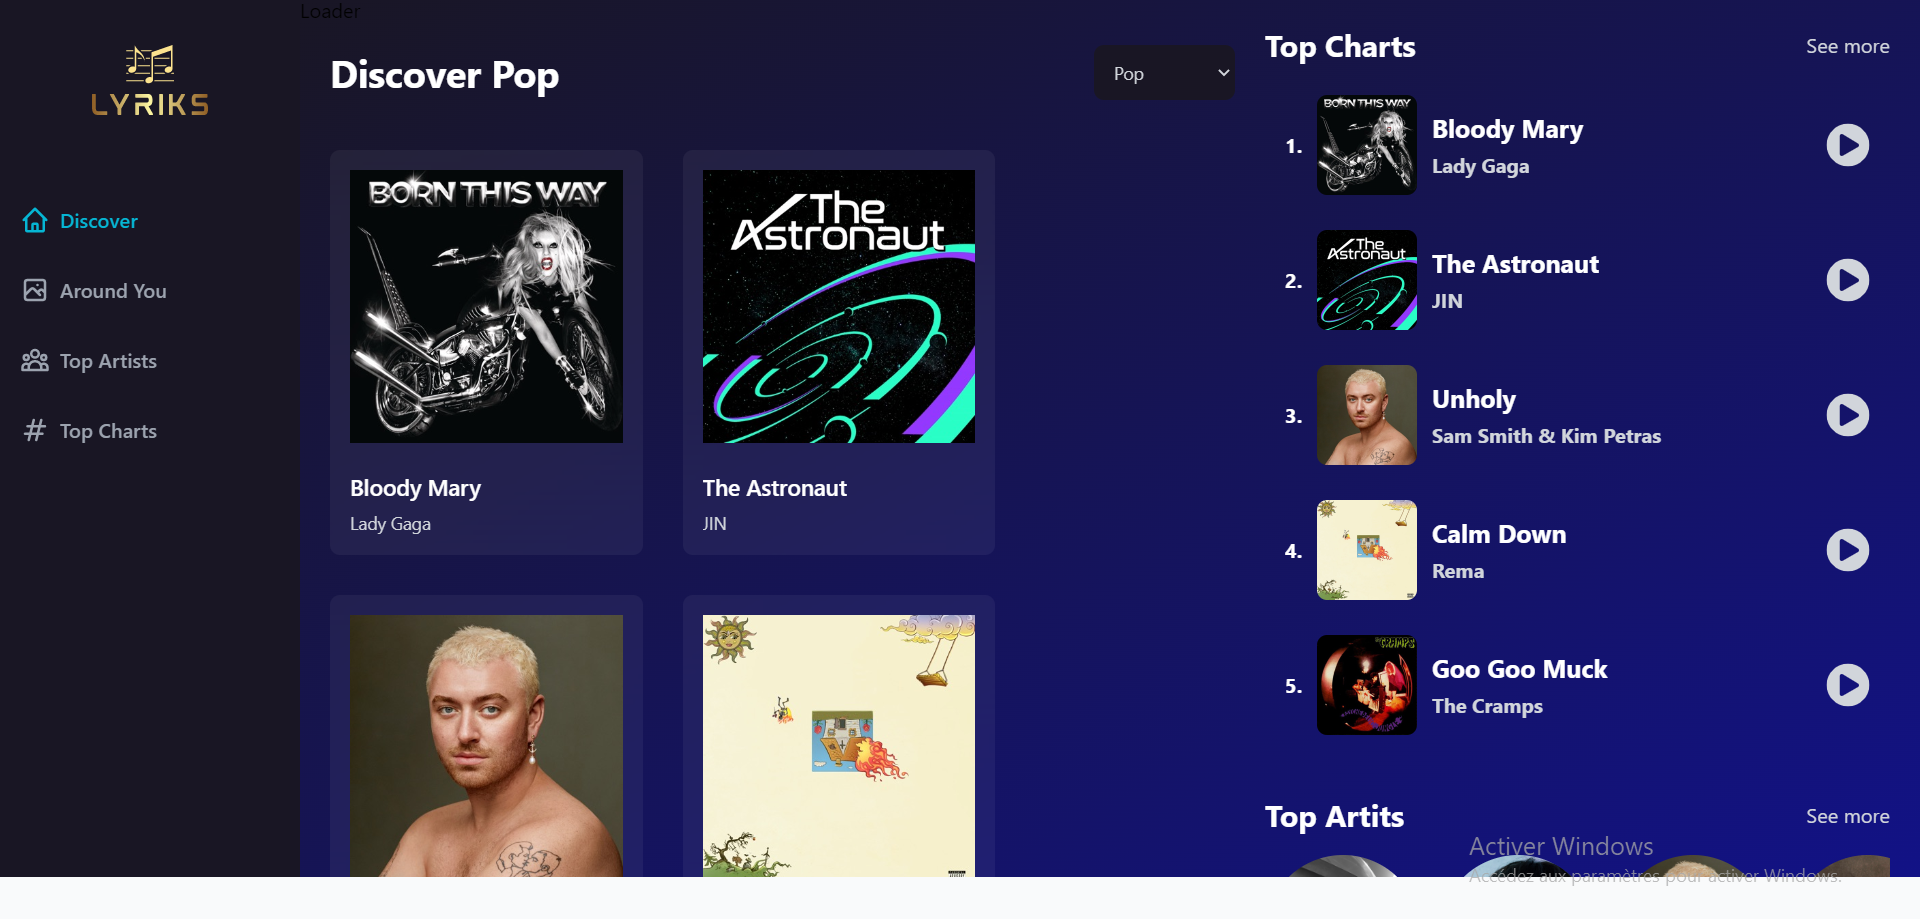 Loader
LYRIKS
Discover
Around You
Top Artists
Top Charts
Discover Pop
Pop
BORN THIS WAY
Bloody Mary
Lady Gaga
The
Astronaut
The Astronaut
JIN
Top Charts
See more
1.
BORN THIS WAY
Bloody Mary
Lady Gaga
2.
The
Astronaut
The Astronaut
JIN
3.
Unholy
Sam Smith & Kim Petras
4.
Calm Down
Rema
5.
CRAMPS
Goo Goo Muck
The Cramps
Top Artits
See more
Activer Windows
Accédez aux paramètres pour activer Windows.